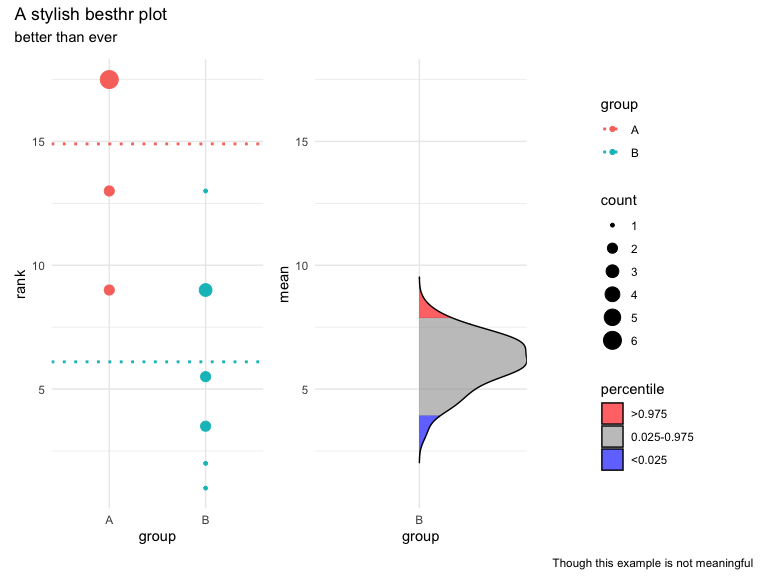 A stylish besthr plot
better than ever
rank
15
10
5
A
B
group
mean
15
10
5
B
group
group
A
B
count
1
2
3
4
5
6
percentile
>0.975
0.025-0.975
<0.025
Though this example is not meaningful